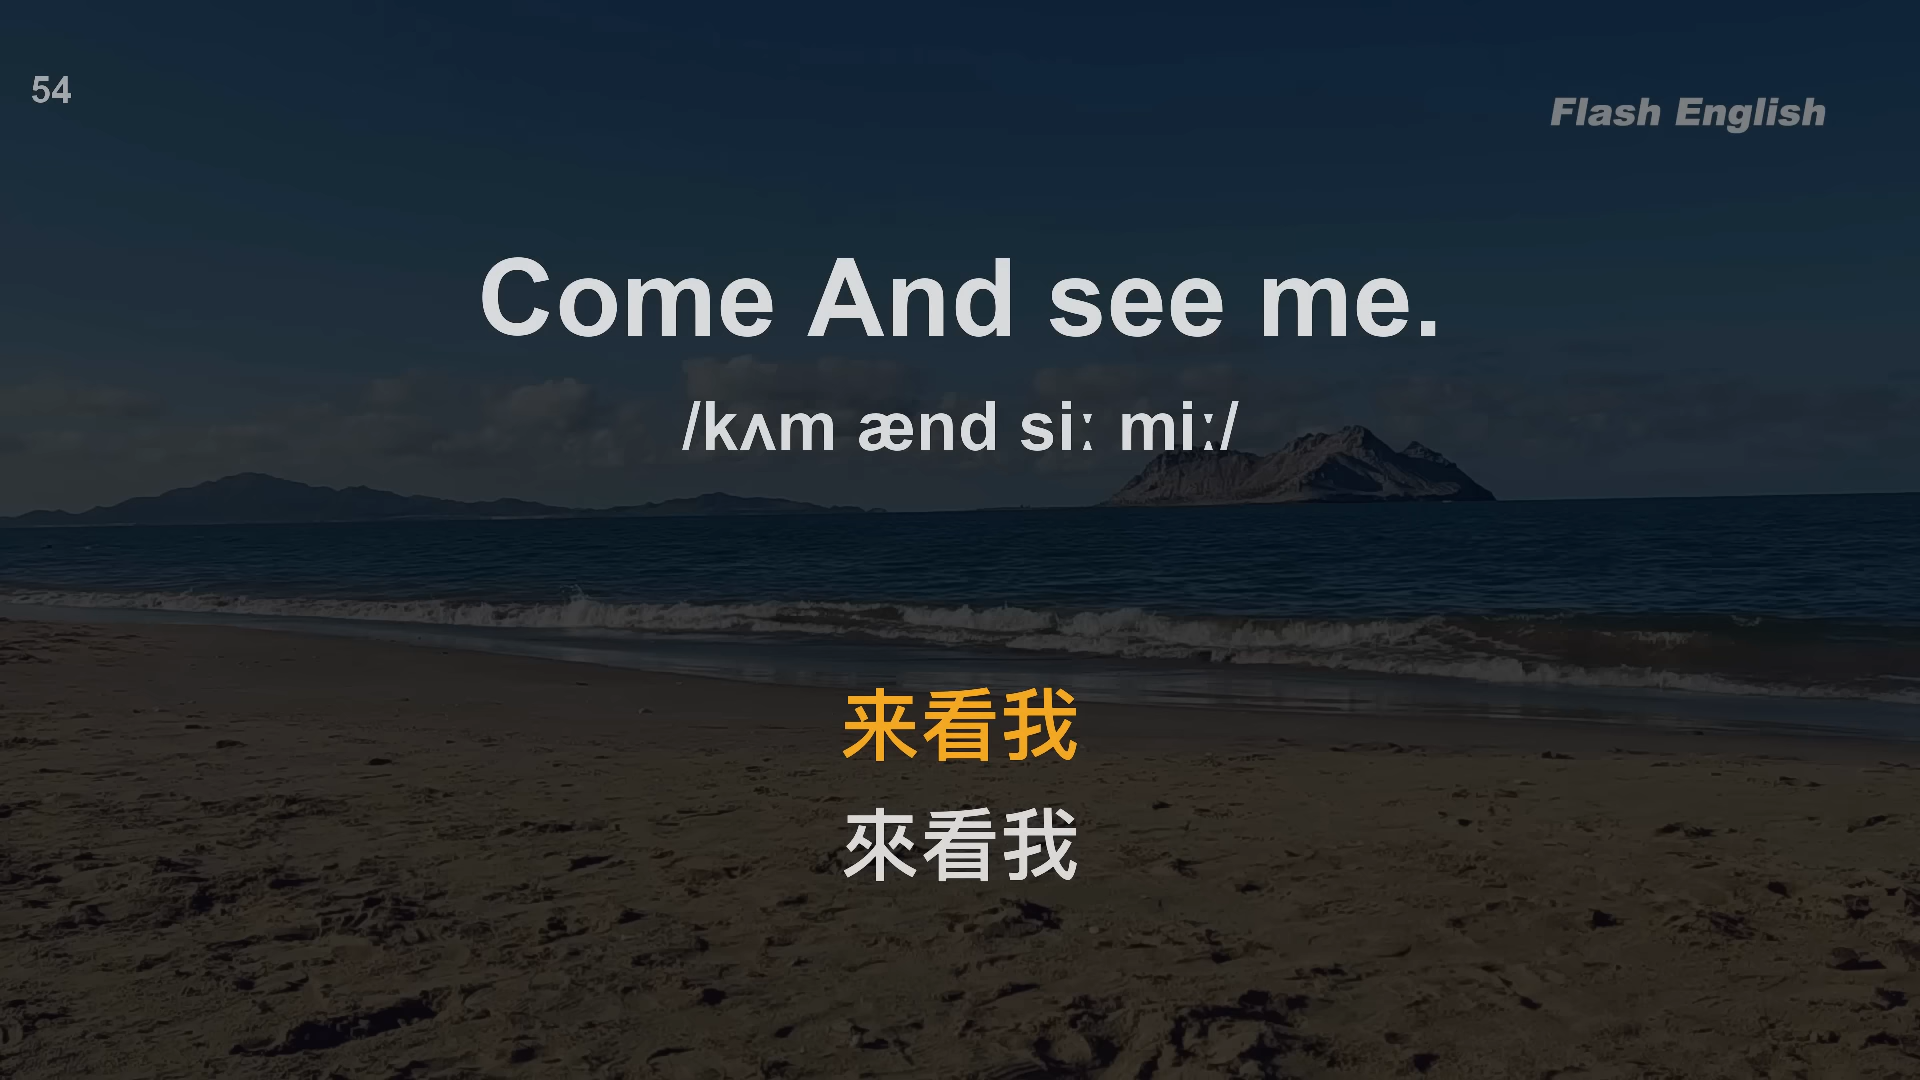 54
Flash English
Come And see me.
/kʌm ænd siː miː/
来看我
來看我